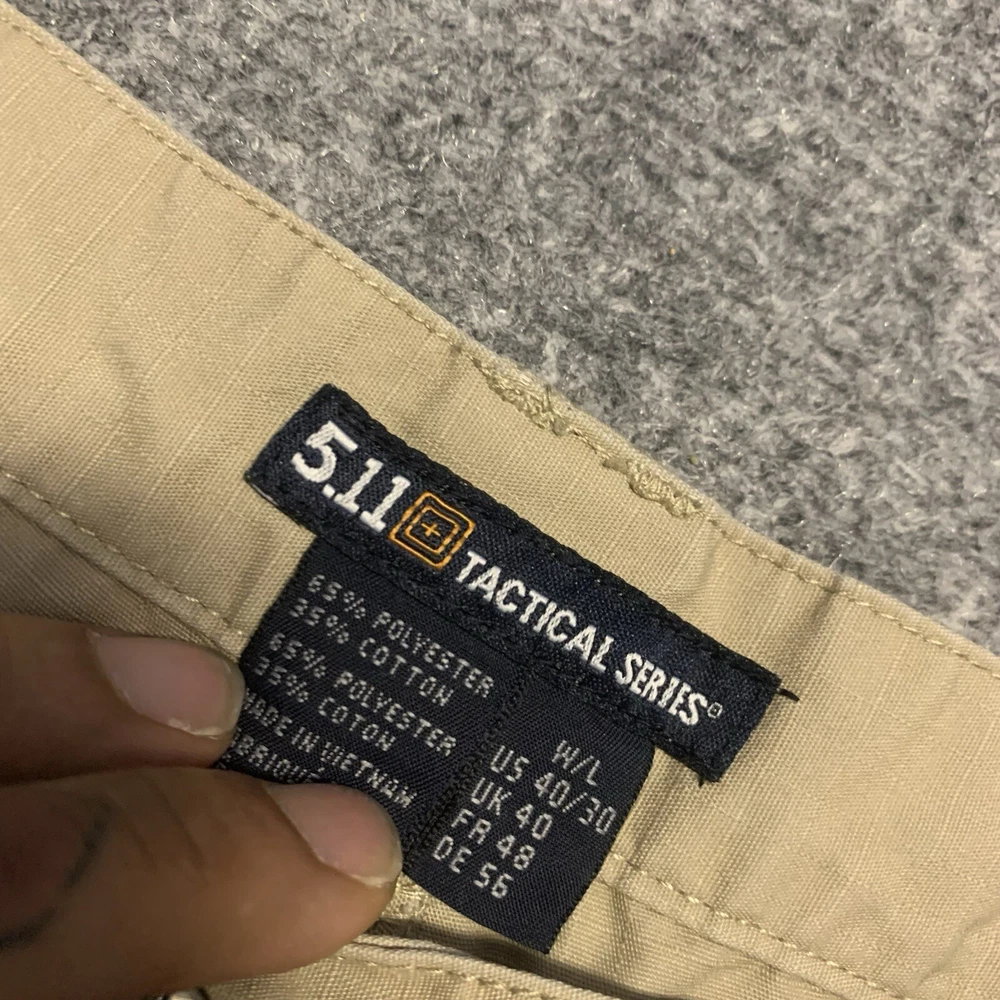 5.11 TACTICAL SERIES®
65% POLYESTER
35% COTTON
65% POLYESTER
35% COTON
MADE IN VIETNAM
W/L
US 40/30
UK 40
FR 48
DE 56